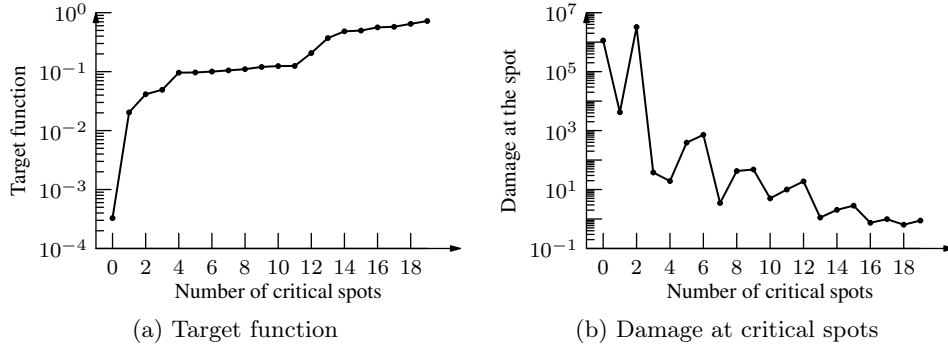 10^0
10^-1
10^-2
10^-3
10^-4
Target function
0 2 4 6 8 10 12 14 16 18
Number of critical spots
(a) Target function
10^7
10^5
10^3
10^1
10^-1
Damage at the spot
0 2 4 6 8 10 12 14 16 18
Number of critical spots
(b) Damage at critical spots